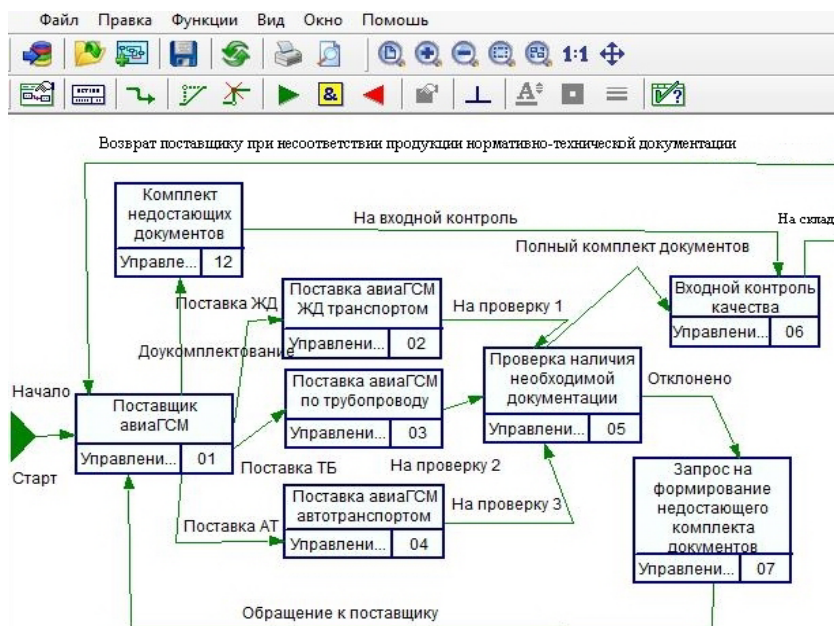 Файл Правка Функции Вид Окно Помошь
1:1
Возврат поставщику при несоответствии продукции нормативно-технической документации
Комплект
недостающих
документов
Управле... 12
На входной контроль
На склад
Полный комплект документов
Входной контроль
качества
Управлени... 06
Поставка ЖД
Поставка авиаГСМ
ЖД транспортом
Управлени... 02
На проверку 1
Доукомплектование
Проверка наличия
необходимой
документации
Управлени... 05
Отклонено
Начало
Старт
Поставщик
авиаГСМ
Управлени... 01
Поставка авиаГСМ
по трубопроводу
Управлени... 03
Поставка ТБ
На проверку 2
Поставка АТ
Поставка авиаГСМ
автотранспортом
Управлени... 04
На проверку 3
Запрос на
формирование
недостающего
комплекта
документов
Управлени... 07
Обращение к поставщику